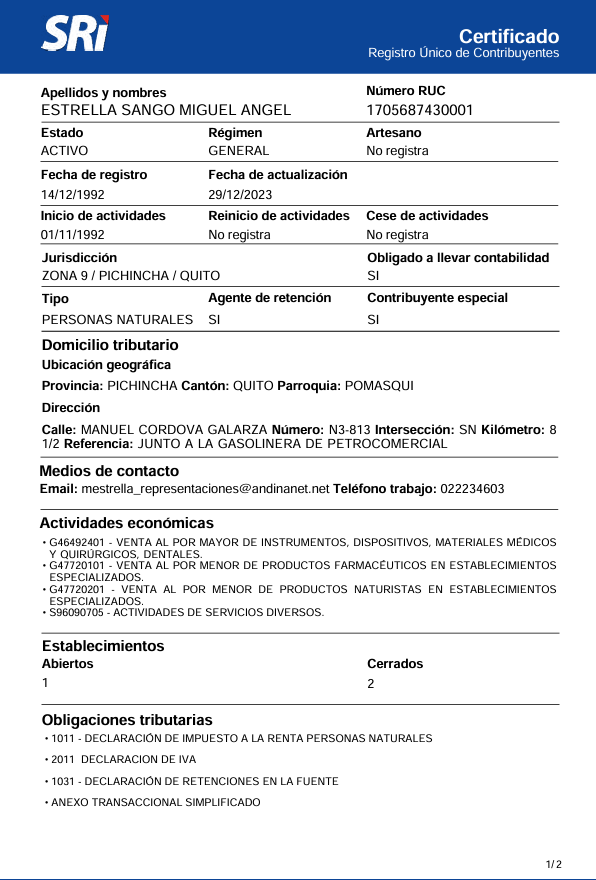 SRi
Certificado
Registro Único de Contribuyentes
Apellidos y nombres
Número RUC
ESTRELLA SANGO MIGUEL ANGEL
1705687430001
Estado
Régimen
Artesano
ACTIVO
GENERAL
No registra
Fecha de registro
Fecha de actualización
14/12/1992
29/12/2023
Inicio de actividades
Reinicio de actividades
Cese de actividades
01/11/1992
No registra
No registra
Jurisdicción
Obligado a llevar contabilidad
ZONA 9 / PICHINCHA / QUITO
SI
Tipo
Agente de retención
Contribuyente especial
PERSONAS NATURALES
SI
SI
Domicilio tributario
Ubicación geográfica
Provincia: PICHINCHA Cantón: QUITO Parroquia: POMASQUI
Dirección
Calle: MANUEL CORDOVA GALARZA Número: N3-813 Intersección: SN Kilómetro: 8
1/2 Referencia: JUNTO A LA GASOLINERA DE PETROCOMERCIAL
Medios de contacto
Email: mestrella_representaciones@andinanet.net Teléfono trabajo: 022234603
Actividades económicas
• G46492401 - VENTA AL POR MAYOR DE INSTRUMENTOS, DISPOSITIVOS, MATERIALES MÉDICOS
Y QUIRÚRGICOS, DENTALES.
• G47720101 - VENTA AL POR MENOR DE PRODUCTOS FARMACÉUTICOS EN ESTABLECIMIENTOS
ESPECIALIZADOS.
• G47720201 - VENTA AL POR MENOR DE PRODUCTOS NATURISTAS EN ESTABLECIMIENTOS
ESPECIALIZADOS.
• S96090705 - ACTIVIDADES DE SERVICIOS DIVERSOS.
Establecimientos
Abiertos
Cerrados
1
2
Obligaciones tributarias
• 1011 - DECLARACIÓN DE IMPUESTO A LA RENTA PERSONAS NATURALES
• 2011 DECLARACION DE IVA
• 1031 - DECLARACIÓN DE RETENCIONES EN LA FUENTE
• ANEXO TRANSACCIONAL SIMPLIFICADO
1/2